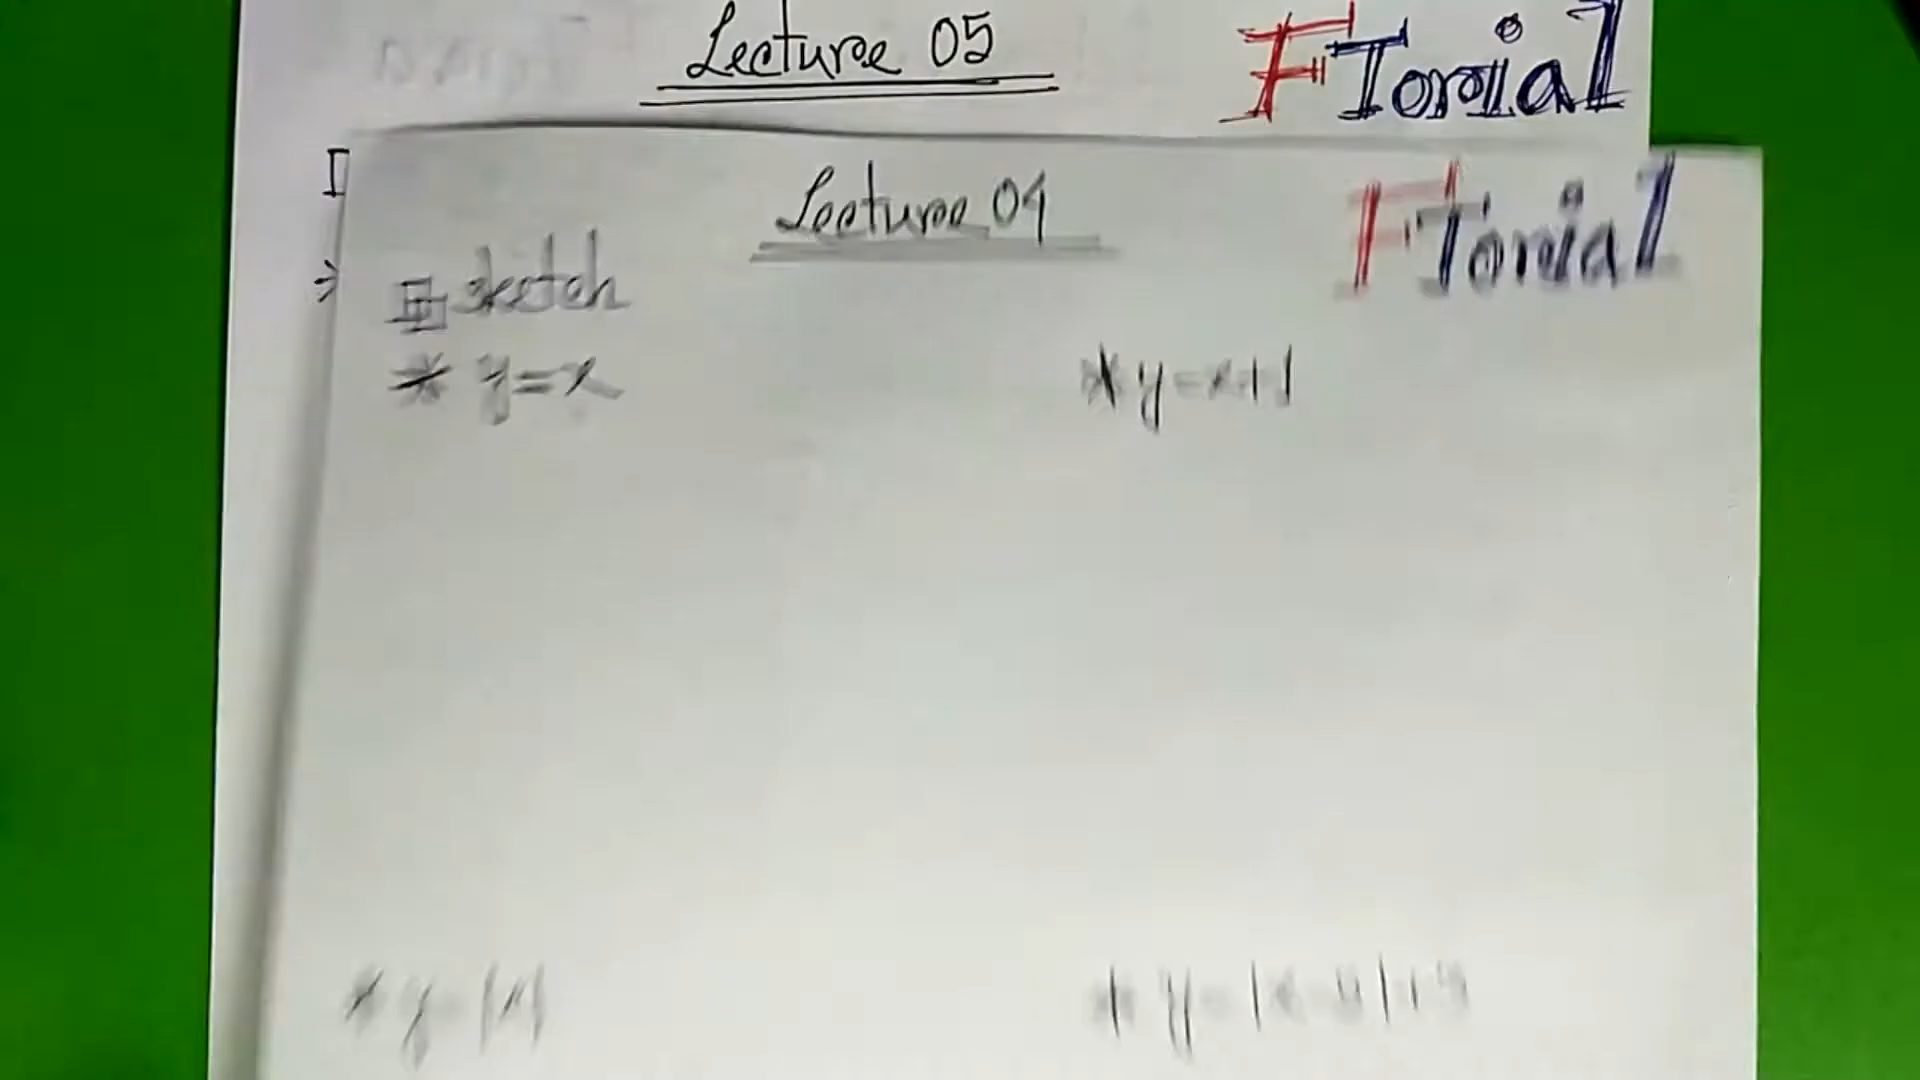 Lecture 05
FTorial
Lecture 04
FTorial
sketch
* y=x
* y=x+1
* y=|x|